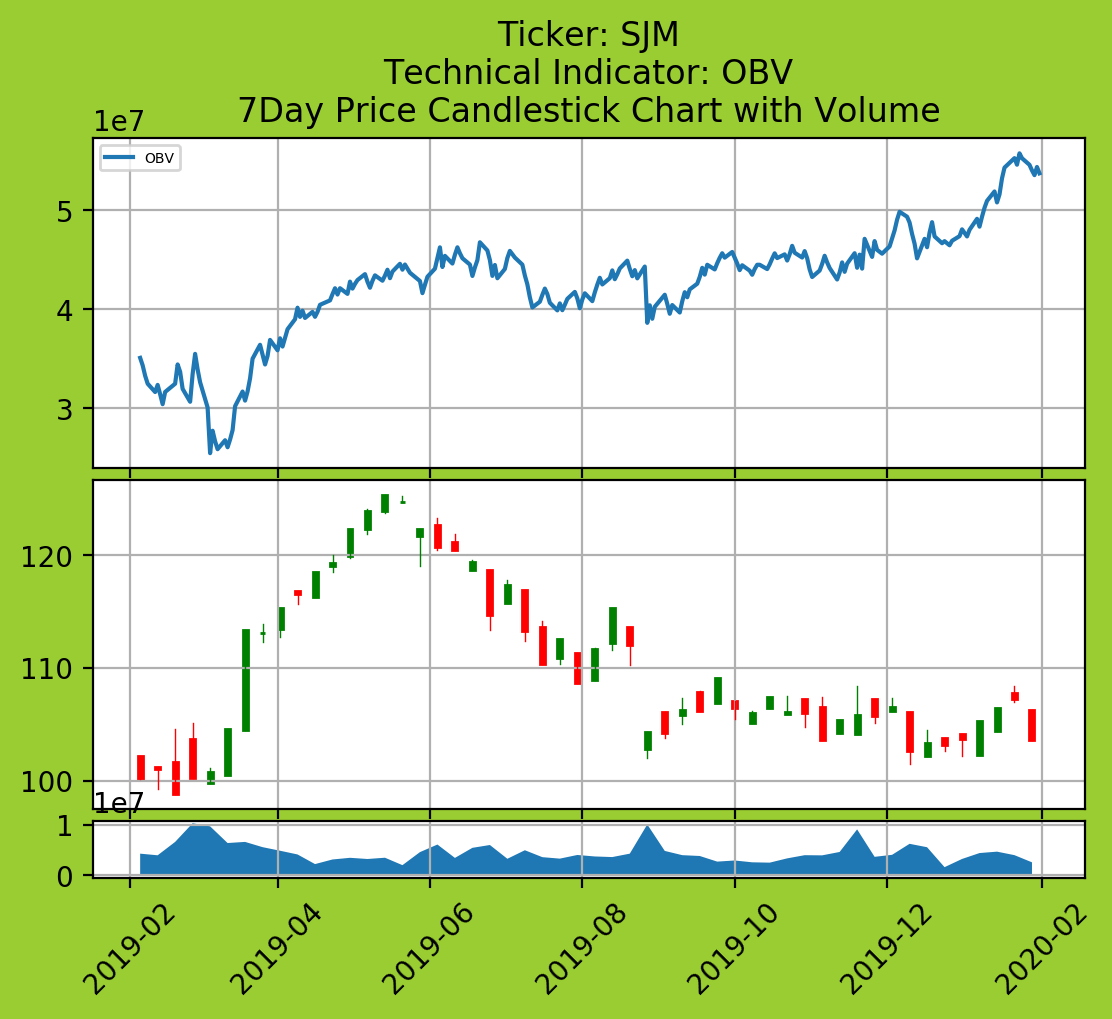 Ticker: SJM
Technical Indicator: OBV
7Day Price Candlestick Chart with Volume
1e7
OBV
5
4
3
120
110
100
1e7
1
0
2019-02
2019-04
2019-06
2019-08
2019-10
2019-12
2020-02